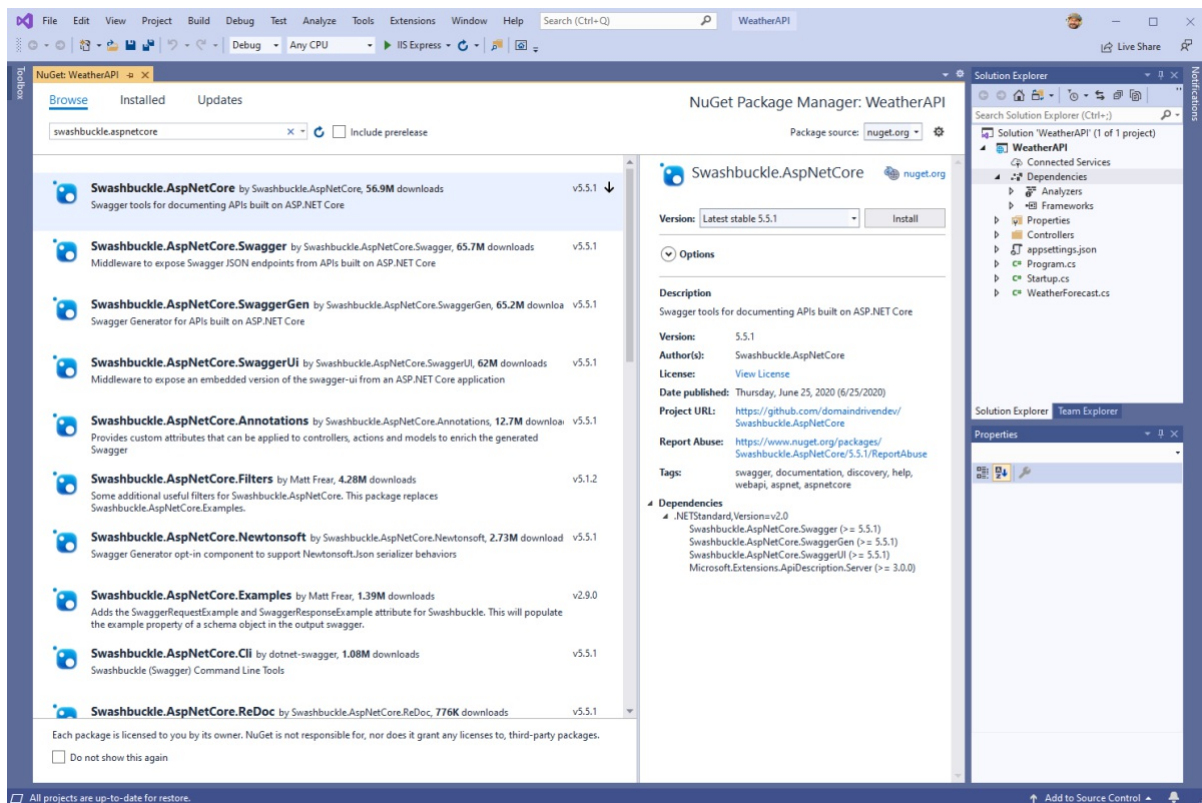 File Edit View Project Build Debug Test Analyze Tools Extensions Window Help Search (Ctrl+Q) WeatherAPI
Debug Any CPU IIS Express Live Share
Toolbox
NuGet: WeatherAPI
Browse Installed Updates
NuGet Package Manager: WeatherAPI
swashbuckle.aspnetcore Include prerelease
Package source: nuget.org
Swashbuckle.AspNetCore by Swashbuckle.AspNetCore, 56.9M downloads v5.5.1
Swagger tools for documenting APIs built on ASP.NET Core
Swashbuckle.AspNetCore.Swagger by Swashbuckle.AspNetCore.Swagger, 65.7M downloads v5.5.1
Middleware to expose Swagger JSON endpoints from APIs built on ASP.NET Core
Swashbuckle.AspNetCore.SwaggerGen by Swashbuckle.AspNetCore.SwaggerGen, 65.2M downloa v5.5.1
Swagger Generator for APIs built on ASP.NET Core
Swashbuckle.AspNetCore.SwaggerUi by Swashbuckle.AspNetCore.SwaggerUI, 62M downloads v5.5.1
Middleware to expose an embedded version of the swagger-ui from an ASP.NET Core application
Swashbuckle.AspNetCore.Annotations by Swashbuckle.AspNetCore.Annotations, 12.7M downloa v5.5.1
Provides custom attributes that can be applied to controllers, actions and models to enrich the generated
Swagger
Swashbuckle.AspNetCore.Filters by Matt Frear, 4.28M downloads v5.1.2
Some additional useful filters for Swashbuckle.AspNetCore. This package replaces
Swashbuckle.AspNetCore.Examples.
Swashbuckle.AspNetCore.Newtonsoft by Swashbuckle.AspNetCore.Newtonsoft, 2.73M download v5.5.1
Swagger Generator opt-in component to support Newtonsoft.Json serializer behaviors
Swashbuckle.AspNetCore.Examples by Matt Frear, 1.39M downloads v2.9.0
Adds the SwaggerRequestExample and SwaggerResponseExample attribute for Swashbuckle. This will populate
the example property of a schema object in the output swagger.
Swashbuckle.AspNetCore.Cli by dotnet-swagger, 1.08M downloads v5.5.1
Swashbuckle (Swagger) Command Line Tools
Swashbuckle.AspNetCore.ReDoc by Swashbuckle.AspNetCore.ReDoc, 776K downloads v5.5.1
Each package is licensed to you by its owner. NuGet is not responsible for, nor does it grant any licenses to, third-party packages.
Do not show this again
Swashbuckle.AspNetCore nuget.org
Version: Latest stable 5.5.1 Install
Options
Description
Swagger tools for documenting APIs built on ASP.NET Core
Version: 5.5.1
Author(s): Swashbuckle.AspNetCore
License: View License
Date published: Thursday, June 25, 2020 (6/25/2020)
Project URL: https://github.com/domaindrivendev/
Swashbuckle.AspNetCore
Report Abuse: https://www.nuget.org/packages/
Swashbuckle.AspNetCore/5.5.1/ReportAbuse
Tags: swagger, documentation, discovery, help,
webapi, aspnet, aspnetcore
Dependencies
.NETStandard,Version=v2.0
Swashbuckle.AspNetCore.Swagger (>= 5.5.1)
Swashbuckle.AspNetCore.SwaggerGen (>= 5.5.1)
Swashbuckle.AspNetCore.SwaggerUI (>= 5.5.1)
Microsoft.Extensions.ApiDescription.Server (>= 3.0.0)
Solution Explorer
Search Solution Explorer (Ctrl+;)
Solution 'WeatherAPI' (1 of 1 project)
WeatherAPI
Connected Services
Dependencies
Analyzers
Frameworks
Properties
Controllers
appsettings.json
C# Program.cs
C# Startup.cs
C# WeatherForecast.cs
Solution Explorer Team Explorer
Properties
Notifications
All projects are up-to-date for restore. Add to Source Control